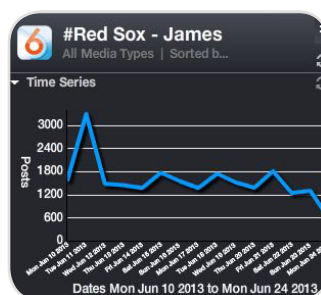 6
#Red Sox - James
All Media Types | Sorted b...
Time Series
Posts
3000
2400
1800
1200
600
0
Mon Jun 10 2013
Tue Jun 11 2013
Wed Jun 12 2013
Thu Jun 13 2013
Fri Jun 14 2013
Sat Jun 15 2013
Sun Jun 16 2013
Mon Jun 17 2013
Tue Jun 18 2013
Wed Jun 19 2013
Thu Jun 20 2013
Fri Jun 21 2013
Sat Jun 22 2013
Sun Jun 23 2013
Mon Jun 24 20
Dates Mon Jun 10 2013 to Mon Jun 24 2013